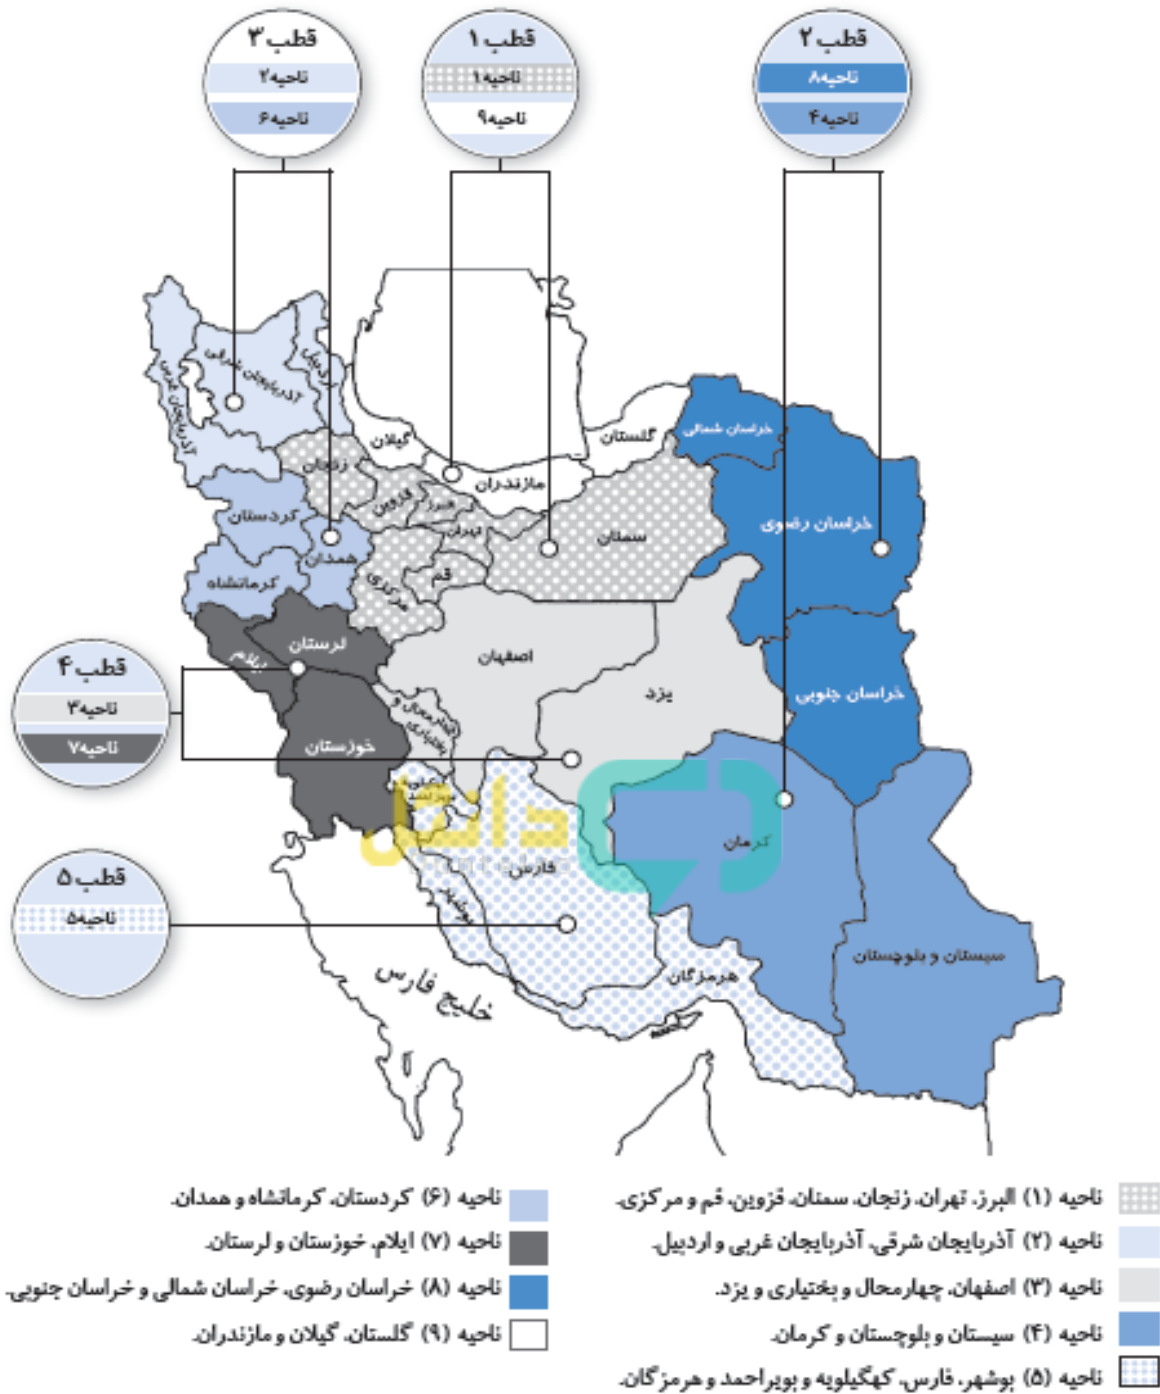 قطب ۳
ناحیه۲
ناحیه۶
قطب ۱
ناحیه۱
ناحیه۹
قطب ۲
ناحیه۸
ناحیه۴
آذربایجان غربی
آذربایجان شرقی
اردبیل
گیلان
گلستان
خراسان شمالی
زنجان
قزوین
البرز
مازندران
تهران
سمنان
خراسان رضوی
کردستان
همدان
کرمانشاه
مرکزی
قم
قطب ۴
ناحیه۳
ناحیه۷
ایلام
لرستان
اصفهان
یزد
خراسان جنوبی
چهارمحال و
بختیاری
خوزستان
کهگیلویه و
بویراحمد
دانش
کرمان
فارس
بوشهر
قطب ۵
ناحیه۵
سیستان و بلوچستان
هرمزگان
خلیج فارس
ناحیه (۱) البرز، تهران، زنجان، سمنان، قزوین، قم و مرکزی.
ناحیه (۲) آذربایجان شرقی، آذربایجان غربی و اردبیل.
ناحیه (۳) اصفهان، چهارمحال و بختیاری و یزد.
ناحیه (۴) سیستان و بلوچستان و کرمان.
ناحیه (۵) بوشهر، فارس، کهگیلویه و بویراحمد و هرمزگان.
ناحیه (۶) کردستان، کرمانشاه و همدان.
ناحیه (۷) ایلام، خوزستان و لرستان.
ناحیه (۸) خراسان رضوی، خراسان شمالی و خراسان جنوبی.
ناحیه (۹) گلستان، گیلان و مازندران.